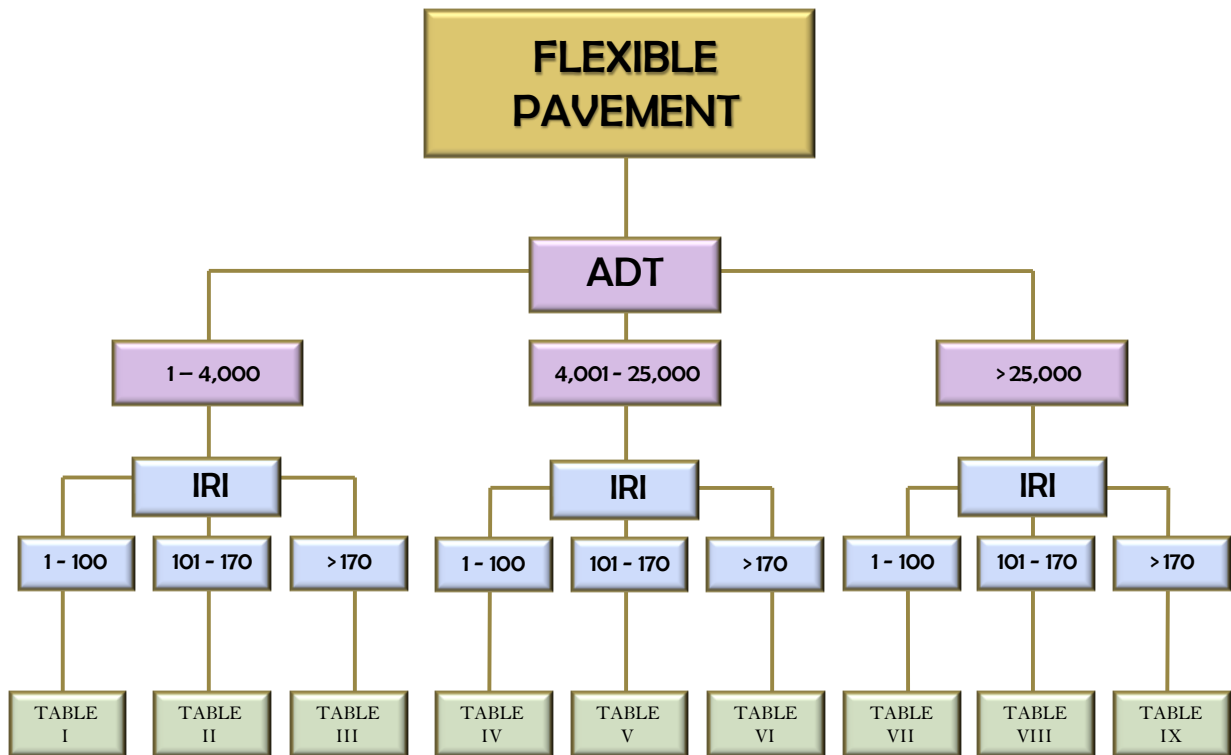 FLEXIBLE
PAVEMENT
ADT
1 – 4,000
4,001 - 25,000
> 25,000
IRI
IRI
IRI
1 - 100
101 - 170
> 170
1 - 100
101 - 170
> 170
1 - 100
101 - 170
> 170
TABLE
I
TABLE
II
TABLE
III
TABLE
IV
TABLE
V
TABLE
VI
TABLE
VII
TABLE
VIII
TABLE
IX